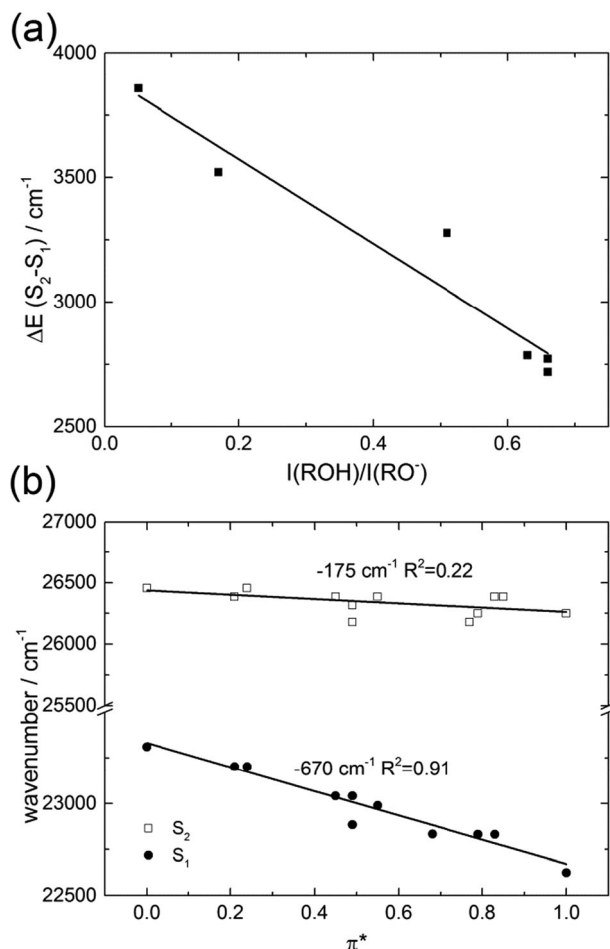 (a)
4000
3500
3000
2500
ΔE (S₂-S₁) / cm⁻¹
0.0 0.2 0.4 0.6
I(ROH)/I(RO⁻)
(b)
27000
26500
26000
25500
23000
22500
wavenumber / cm⁻¹
-175 cm⁻¹ R²=0.22
-670 cm⁻¹ R²=0.91
S₂
S₁
0.0 0.2 0.4 0.6 0.8 1.0
π*